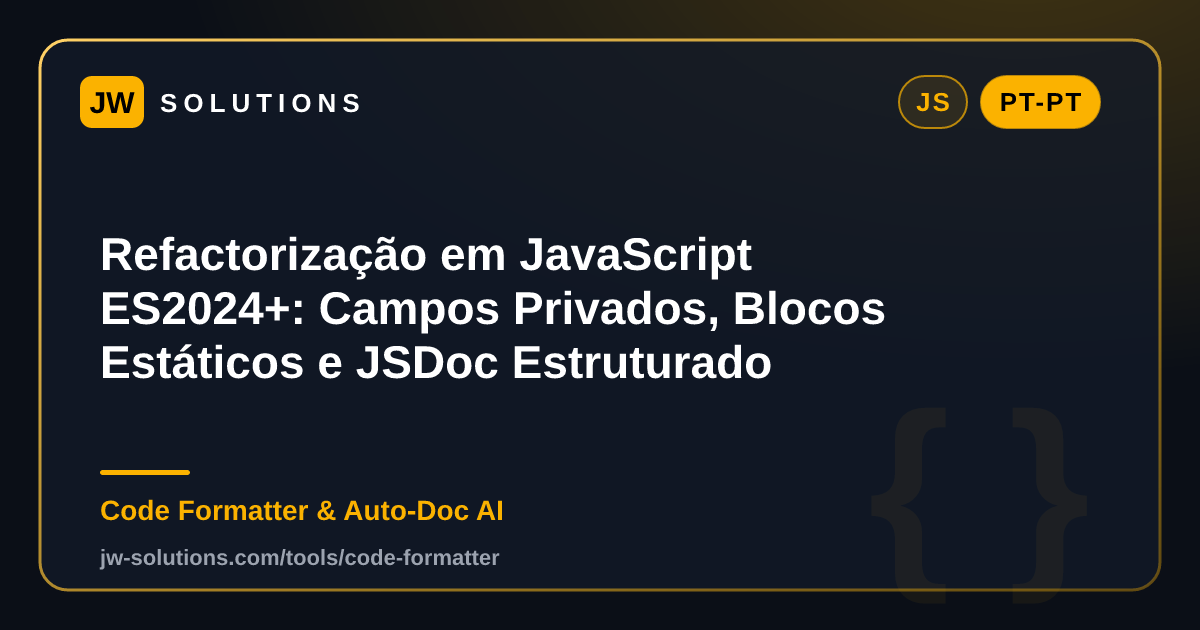 JW SOLUTIONS
JS PT-PT
Refactorização em JavaScript
ES2024+: Campos Privados, Blocos
Estáticos e JSDoc Estruturado
{ }
Code Formatter & Auto-Doc AI
jw-solutions.com/tools/code-formatter